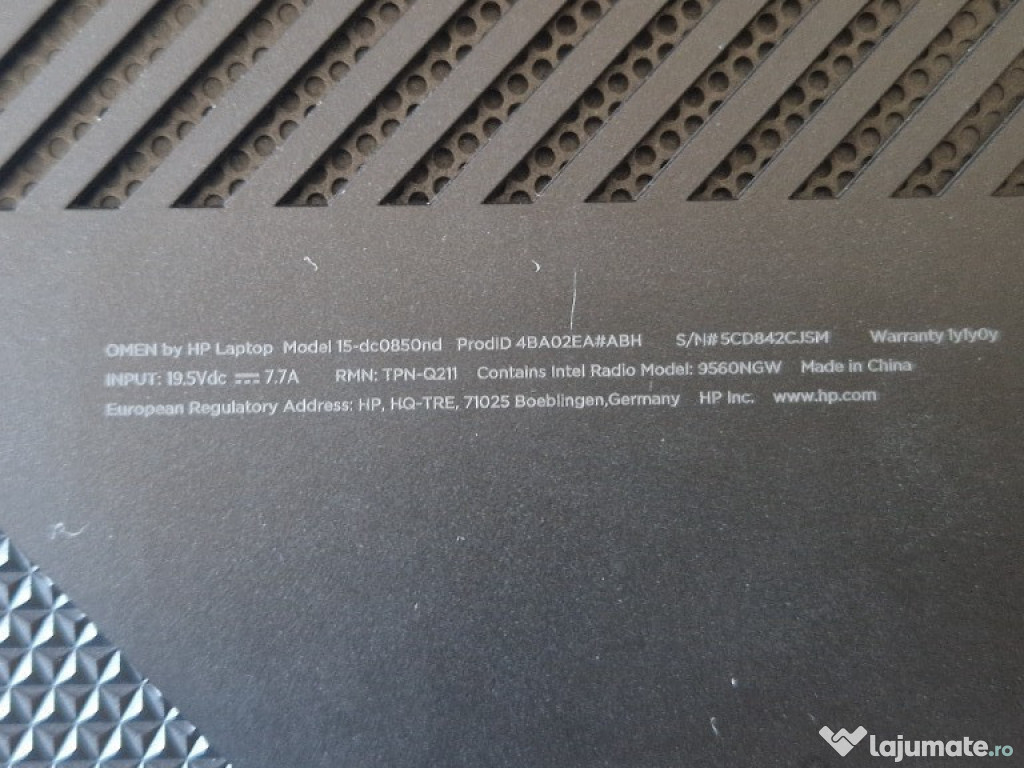 OMEN by HP Laptop Model 15-dc0850nd ProdID 4BA02EA#ABH S/N# 5CD842CJSM Warranty 1y1y0y
INPUT: 19.5Vdc ⎓ 7.7A RMN: TPN-Q211 Contains Intel Radio Model: 9560NGW Made in China
European Regulatory Address: HP, HQ-TRE, 71025 Boeblingen,Germany HP Inc. www.hp.com
lajumate.ro